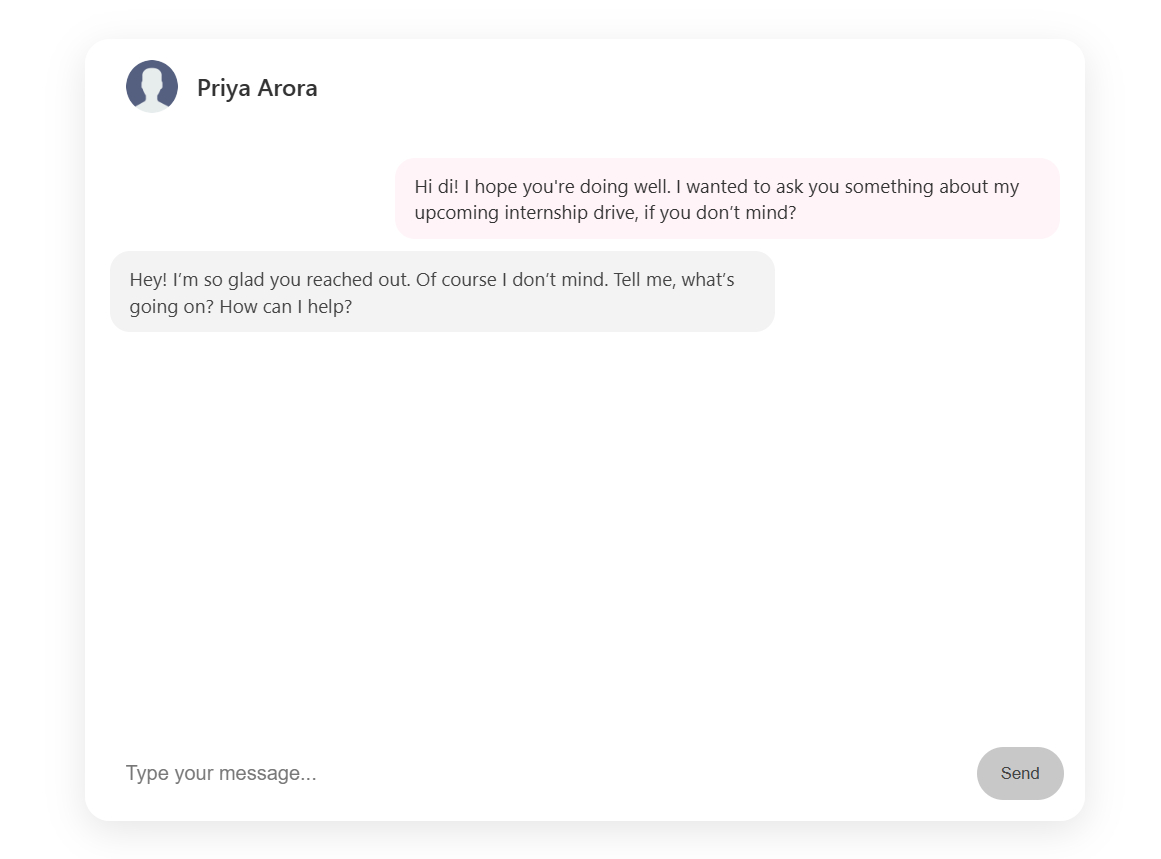 Priya Arora
Hi di! I hope you're doing well. I wanted to ask you something about my
upcoming internship drive, if you don’t mind?
Hey! I’m so glad you reached out. Of course I don’t mind. Tell me, what’s
going on? How can I help?
Type your message...
Send